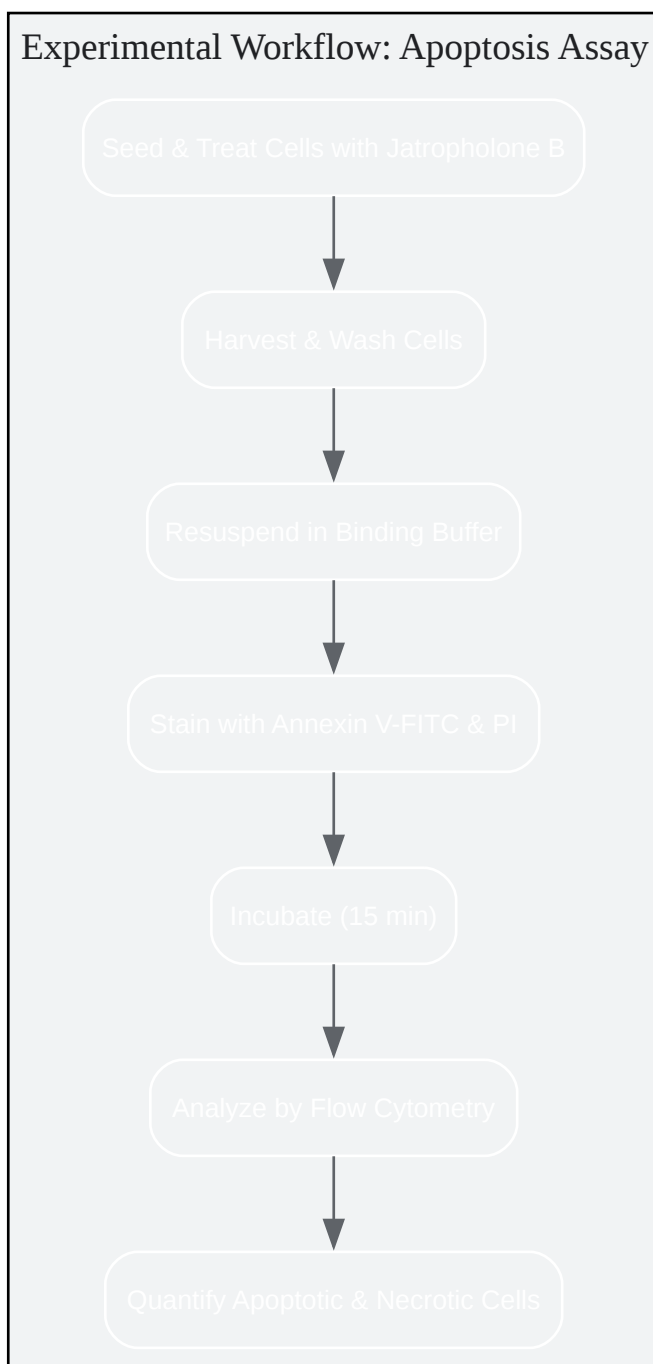 Experimental Workflow: Apoptosis Assay
Seed & Treat Cells with Jatropholone B
Harvest & Wash Cells
Resuspend in Binding Buffer
Stain with Annexin V-FITC & PI
Incubate (15 min)
Analyze by Flow Cytometry
Quantify Apoptotic & Necrotic Cells